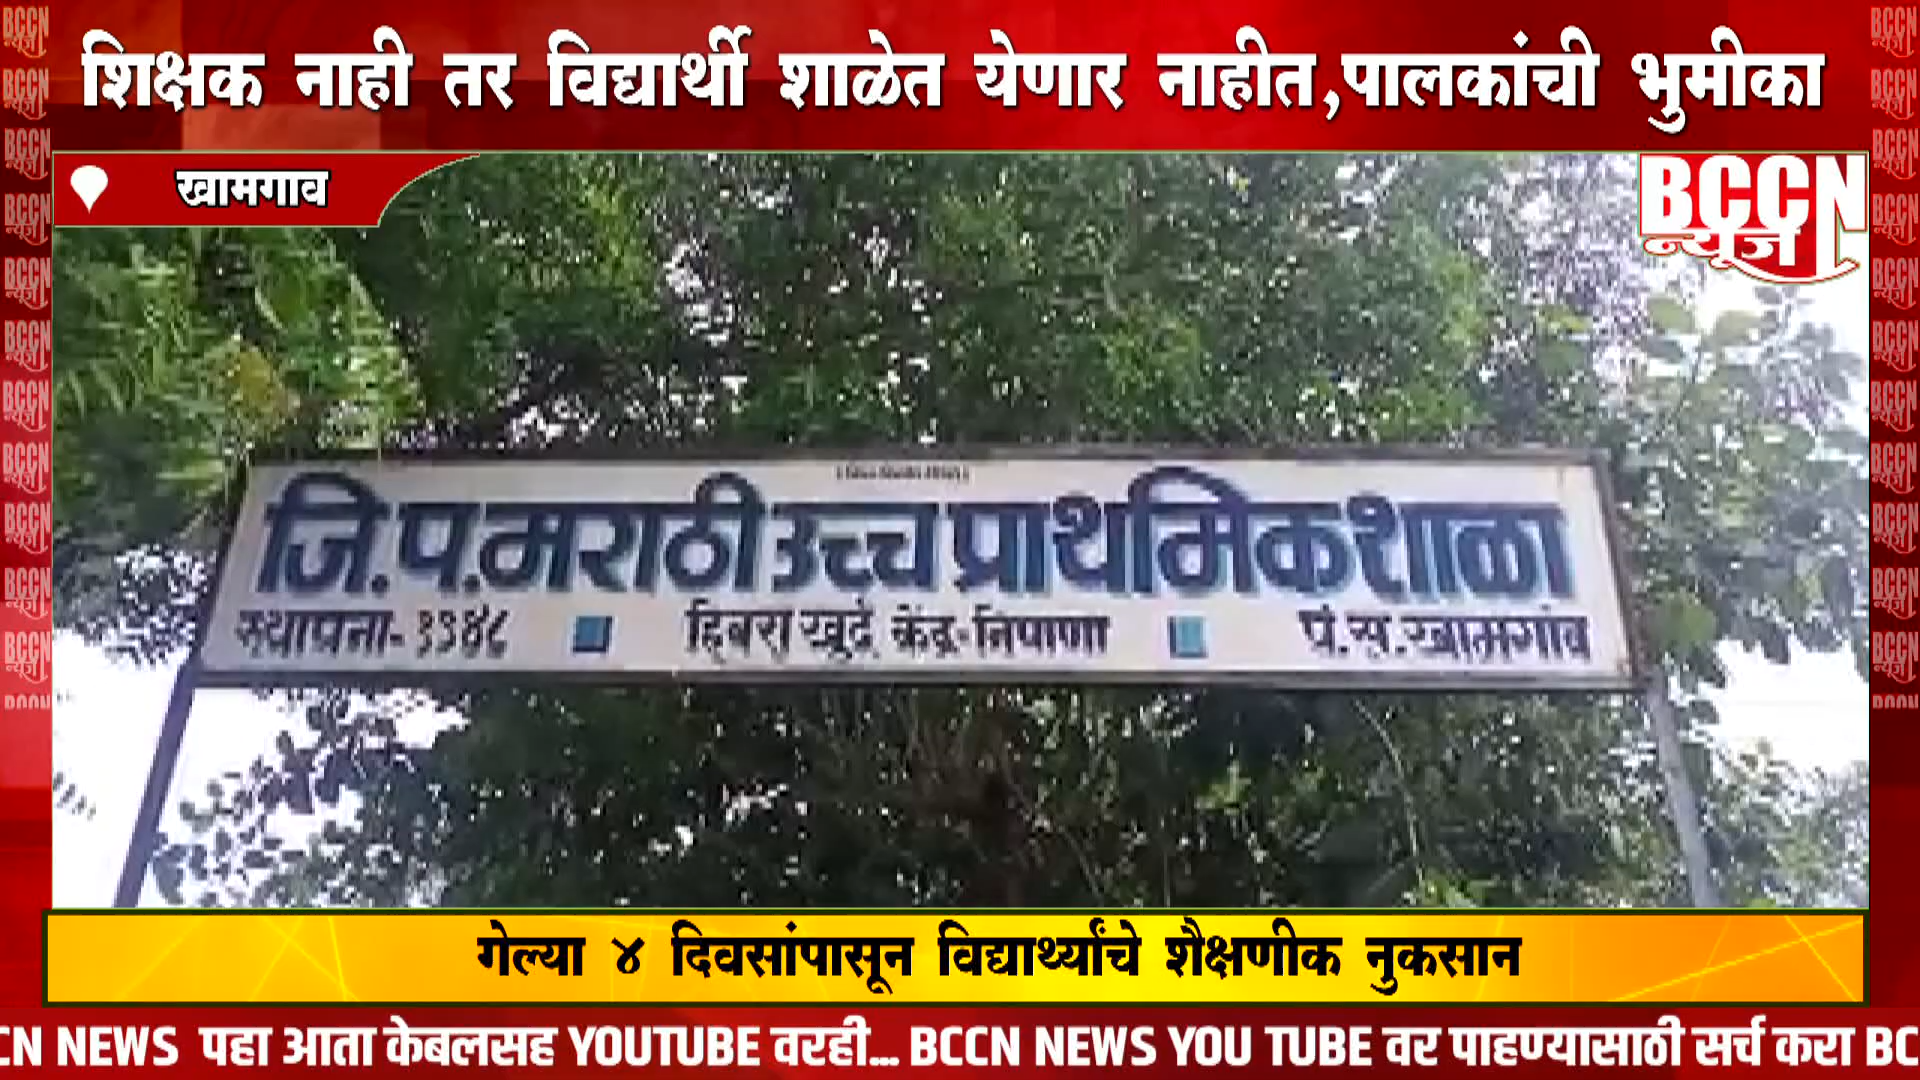 शिक्षक नाही तर विद्यार्थी शाळेत येणार नाहीत,पालकांची भुमीका
खामगाव
BCCN
न्यूज
जि.प.मराठी उच्च प्राथमिक शाळा
स्थापना-१९४८ हिवरा खुर्द केंद्र-निपाणा पं.स.खामगांव
गेल्या ४ दिवसांपासून विद्यार्थ्यांचे शैक्षणीक नुकसान
CN NEWS पहा आता केबलसह YOUTUBE वरही... BCCN NEWS YOU TUBE वर पाहण्यासाठी सर्च करा BC